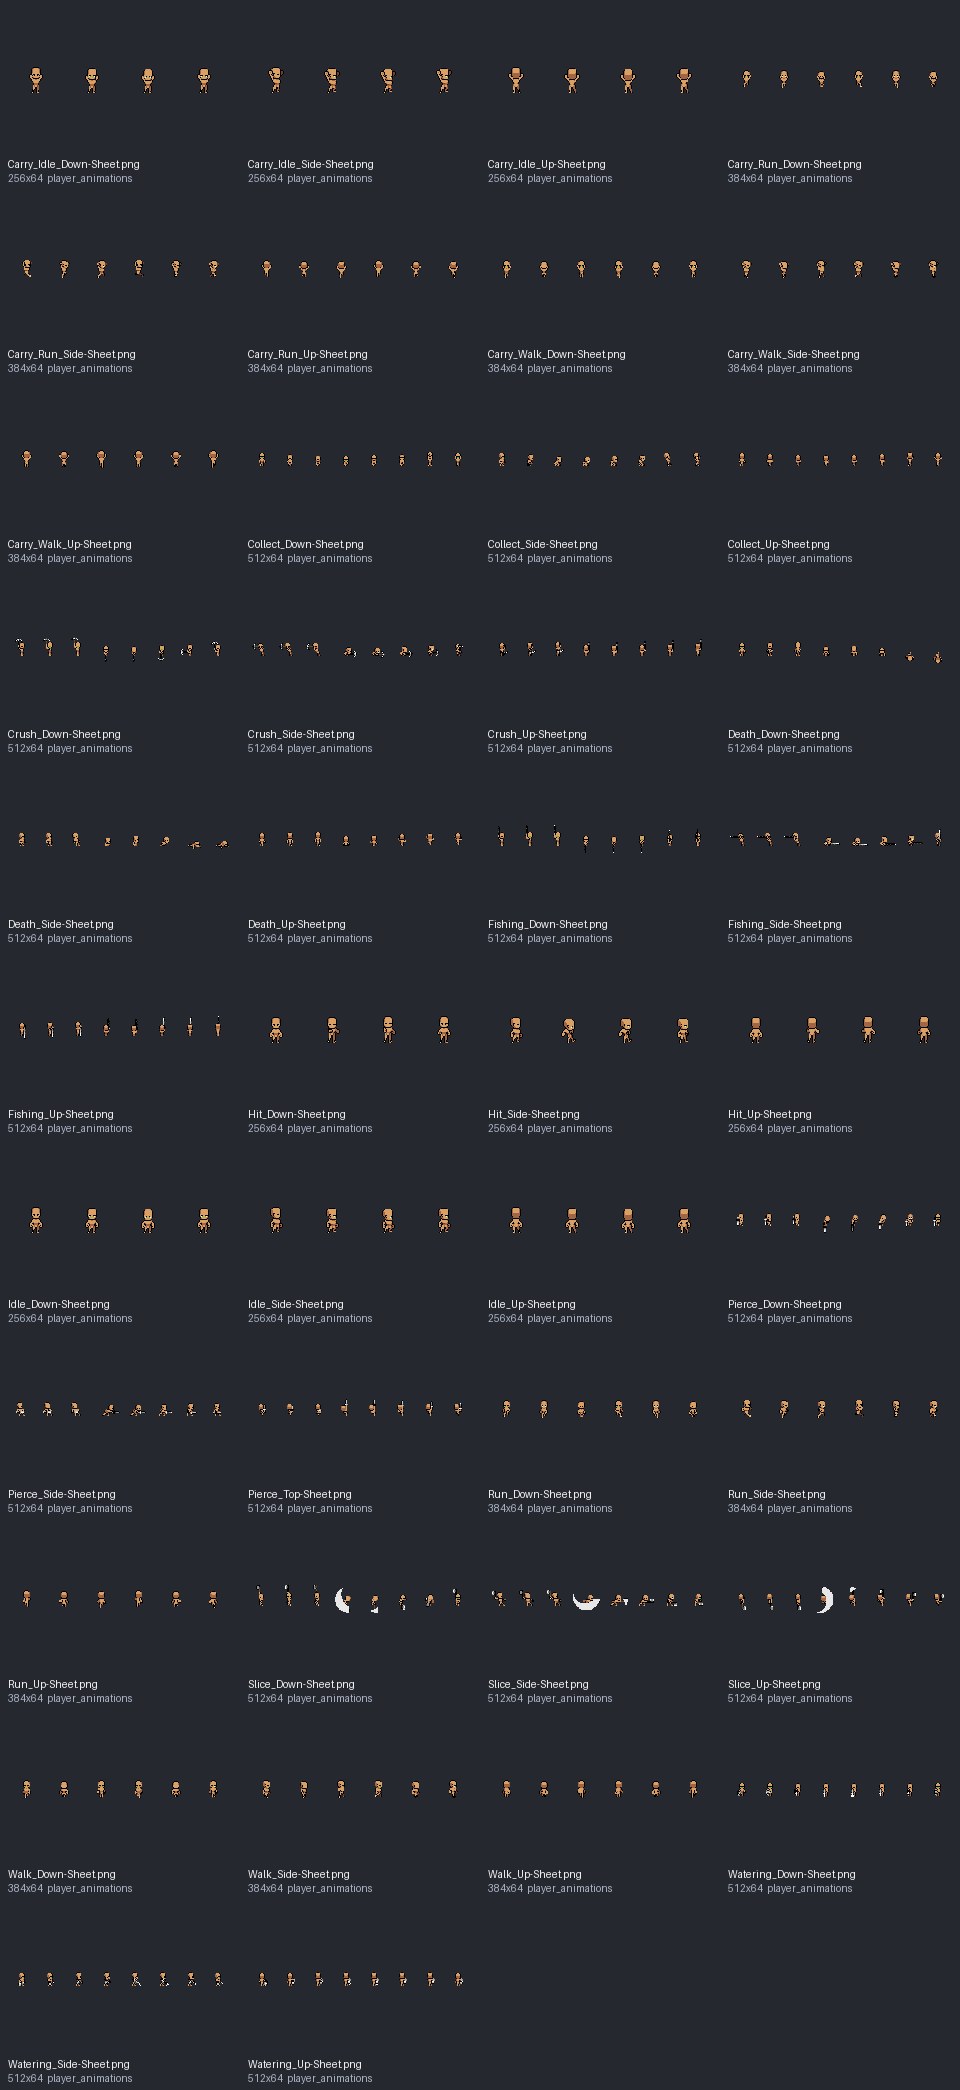 Carry_Idle_Down-Sheet.png
256x64 player_animations
Carry_Idle_Side-Sheet.png
256x64 player_animations
Carry_Idle_Up-Sheet.png
256x64 player_animations
Carry_Run_Down-Sheet.png
384x64 player_animations
Carry_Run_Side-Sheet.png
384x64 player_animations
Carry_Run_Up-Sheet.png
384x64 player_animations
Carry_Walk_Down-Sheet.png
384x64 player_animations
Carry_Walk_Side-Sheet.png
384x64 player_animations
Carry_Walk_Up-Sheet.png
384x64 player_animations
Collect_Down-Sheet.png
512x64 player_animations
Collect_Side-Sheet.png
512x64 player_animations
Collect_Up-Sheet.png
512x64 player_animations
Crush_Down-Sheet.png
512x64 player_animations
Crush_Side-Sheet.png
512x64 player_animations
Crush_Up-Sheet.png
512x64 player_animations
Death_Down-Sheet.png
512x64 player_animations
Death_Side-Sheet.png
512x64 player_animations
Death_Up-Sheet.png
512x64 player_animations
Fishing_Down-Sheet.png
512x64 player_animations
Fishing_Side-Sheet.png
512x64 player_animations
Fishing_Up-Sheet.png
512x64 player_animations
Hit_Down-Sheet.png
256x64 player_animations
Hit_Side-Sheet.png
256x64 player_animations
Hit_Up-Sheet.png
256x64 player_animations
Idle_Down-Sheet.png
256x64 player_animations
Idle_Side-Sheet.png
256x64 player_animations
Idle_Up-Sheet.png
256x64 player_animations
Pierce_Down-Sheet.png
512x64 player_animations
Pierce_Side-Sheet.png
512x64 player_animations
Pierce_Top-Sheet.png
512x64 player_animations
Run_Down-Sheet.png
384x64 player_animations
Run_Side-Sheet.png
384x64 player_animations
Run_Up-Sheet.png
384x64 player_animations
Slice_Down-Sheet.png
512x64 player_animations
Slice_Side-Sheet.png
512x64 player_animations
Slice_Up-Sheet.png
512x64 player_animations
Walk_Down-Sheet.png
384x64 player_animations
Walk_Side-Sheet.png
384x64 player_animations
Walk_Up-Sheet.png
384x64 player_animations
Watering_Down-Sheet.png
512x64 player_animations
Watering_Side-Sheet.png
512x64 player_animations
Watering_Up-Sheet.png
512x64 player_animations